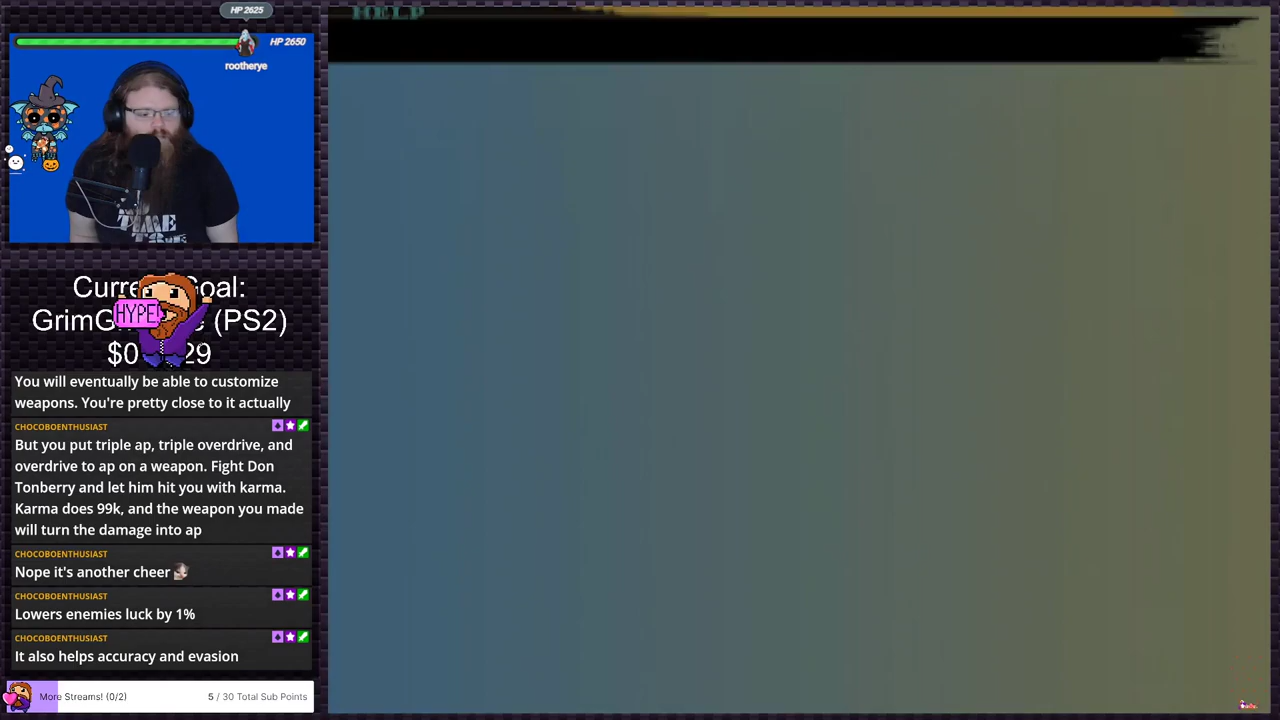 HP 2625
HP 2650
rootherye
TIME
HELP
HYPE!
$0
29
(PS2)
You will eventually be able to customize
weapons. You're pretty close to it actually
CHOCOBOENTHUSIAST
But you put triple ap, triple overdrive, and
overdrive to ap on a weapon. Fight Don
Tonberry and let him hit you with karma.
Karma does 99k, and the weapon you made
will turn the damage into ap
CHOCOBOENTHUSIAST
Nope it's another cheer
CHOCOBOENTHUSIAST
Lowers enemies luck by 1%
CHOCOBOENTHUSIAST
It also helps accuracy and evasion
More Streams! (0/2)
5 / 30 Total Sub Points